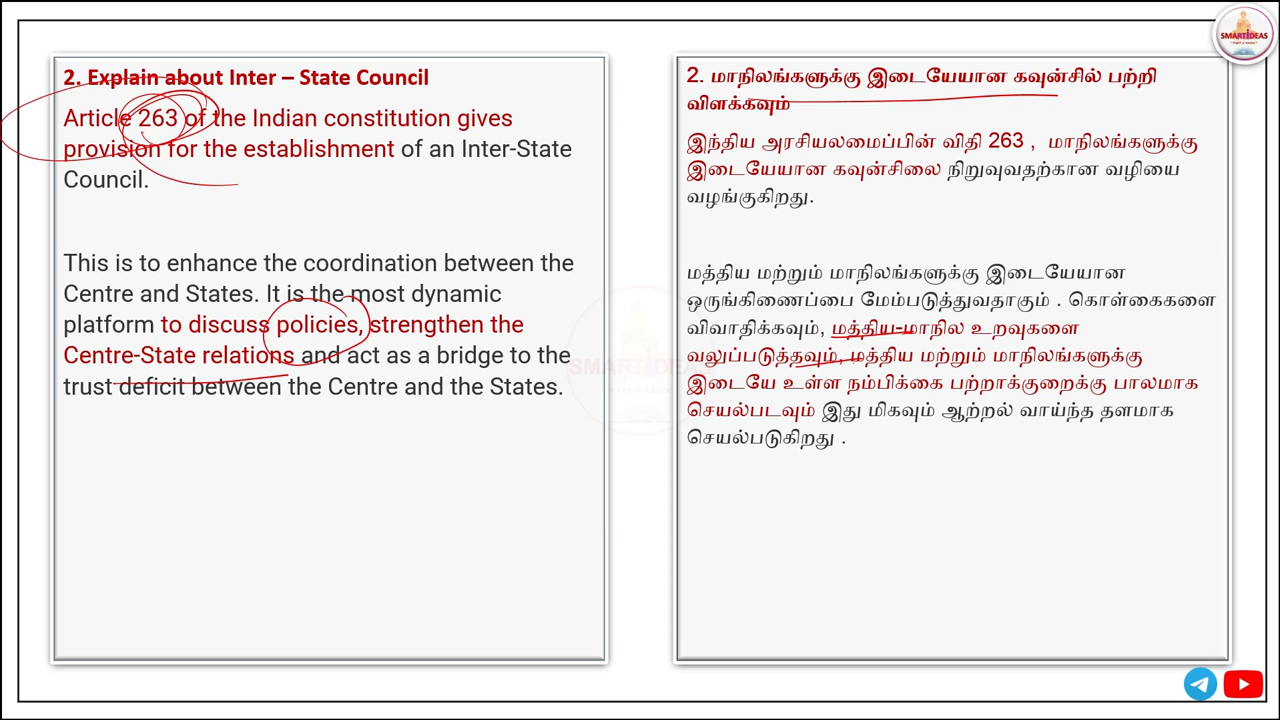 SMARTIDEAS
2. Explain about Inter – State Council
Article 263 of the Indian constitution gives
provision for the establishment of an Inter-State
Council.
This is to enhance the coordination between the
Centre and States. It is the most dynamic
platform to discuss policies, strengthen the
Centre-State relations and act as a bridge to the
trust deficit between the Centre and the States.
2. மாநிலங்களுக்கு இடையேயான கவுன்சில் பற்றி
விளக்கவும்
இந்திய அரசியலமைப்பின் விதி 263 , மாநிலங்களுக்கு
இடையேயான கவுன்சிலை நிறுவுவதற்கான வழியை
வழங்குகிறது.
மத்திய மற்றும் மாநிலங்களுக்கு இடையேயான
ஒருங்கிணைப்பை மேம்படுத்துவதாகும் . கொள்கைகளை
விவாதிக்கவும், மத்திய-மாநில உறவுகளை
வலுப்படுத்தவும், மத்திய மற்றும் மாநிலங்களுக்கு
இடையே உள்ள நம்பிக்கை பற்றாக்குறைக்கு பாலமாக
செயல்படவும் இது மிகவும் ஆற்றல் வாய்ந்த தளமாக
செயல்படுகிறது .
SMARTIDEAS